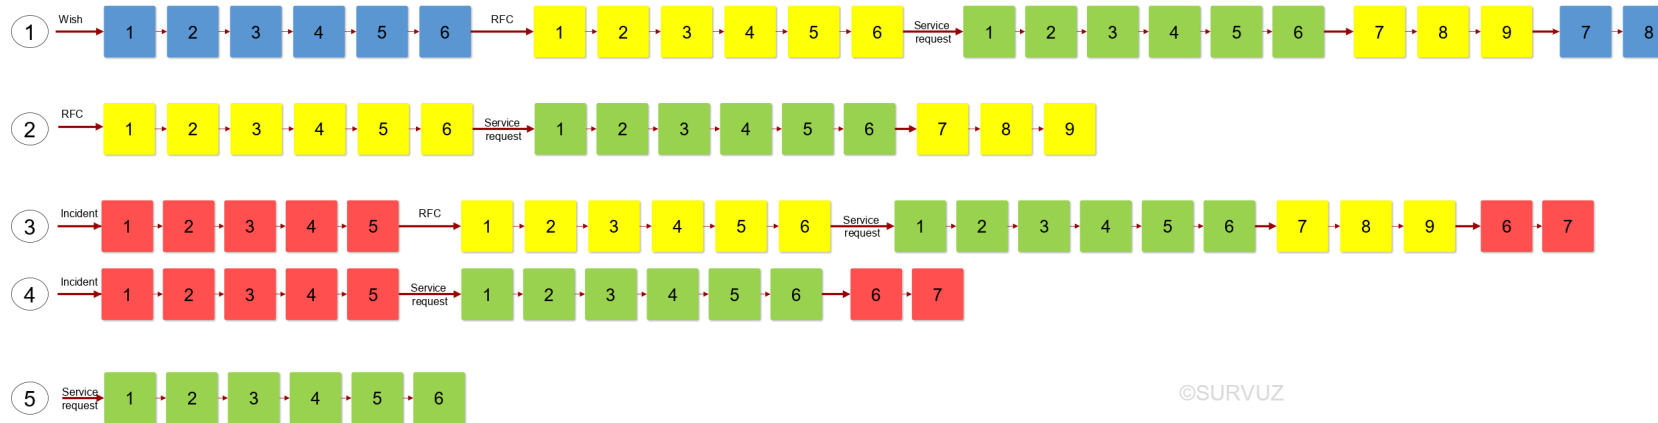 1 Wish 1 2 3 4 5 6 RFC 1 2 3 4 5 6 Service request 1 2 3 4 5 6 7 8 9 7 8
2 RFC 1 2 3 4 5 6 Service request 1 2 3 4 5 6 7 8 9
3 Incident 1 2 3 4 5 RFC 1 2 3 4 5 6 Service request 1 2 3 4 5 6 7 8 9 6 7
4 Incident 1 2 3 4 5 Service request 1 2 3 4 5 6 6 7
5 Service request 1 2 3 4 5 6
©SURVUZ